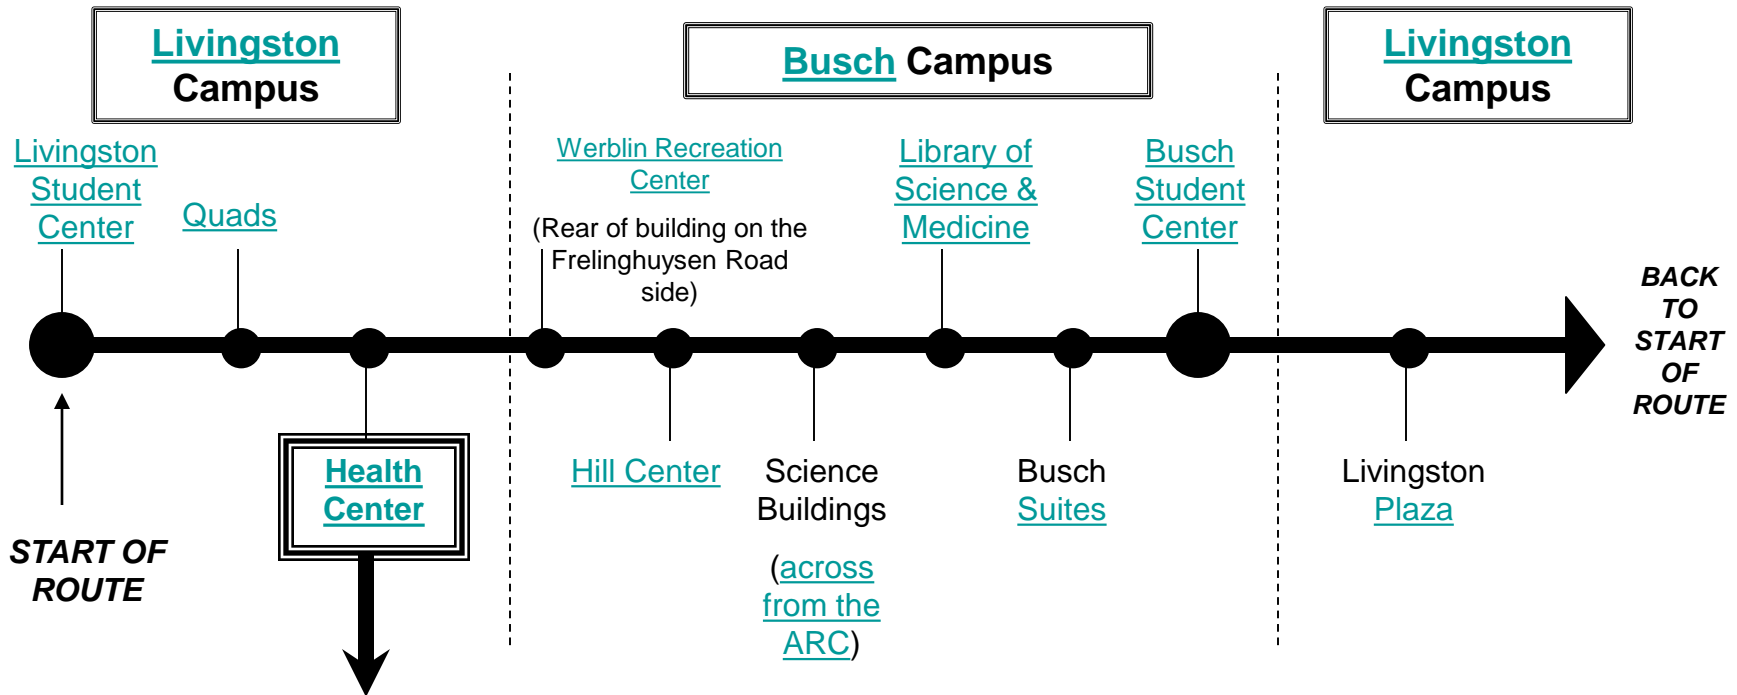 Livingston
Campus
Busch Campus
Livingston
Campus
Livingston
Student
Center
Quads
Werblin Recreation
Center
(Rear of building on the
Frelinghuysen Road
side)
Library of
Science &
Medicine
Busch
Student
Center
BACK
TO
START
OF
ROUTE
START OF
ROUTE
Health
Center
Hill Center
Science
Buildings
(across
from the
ARC)
Busch
Suites
Livingston
Plaza